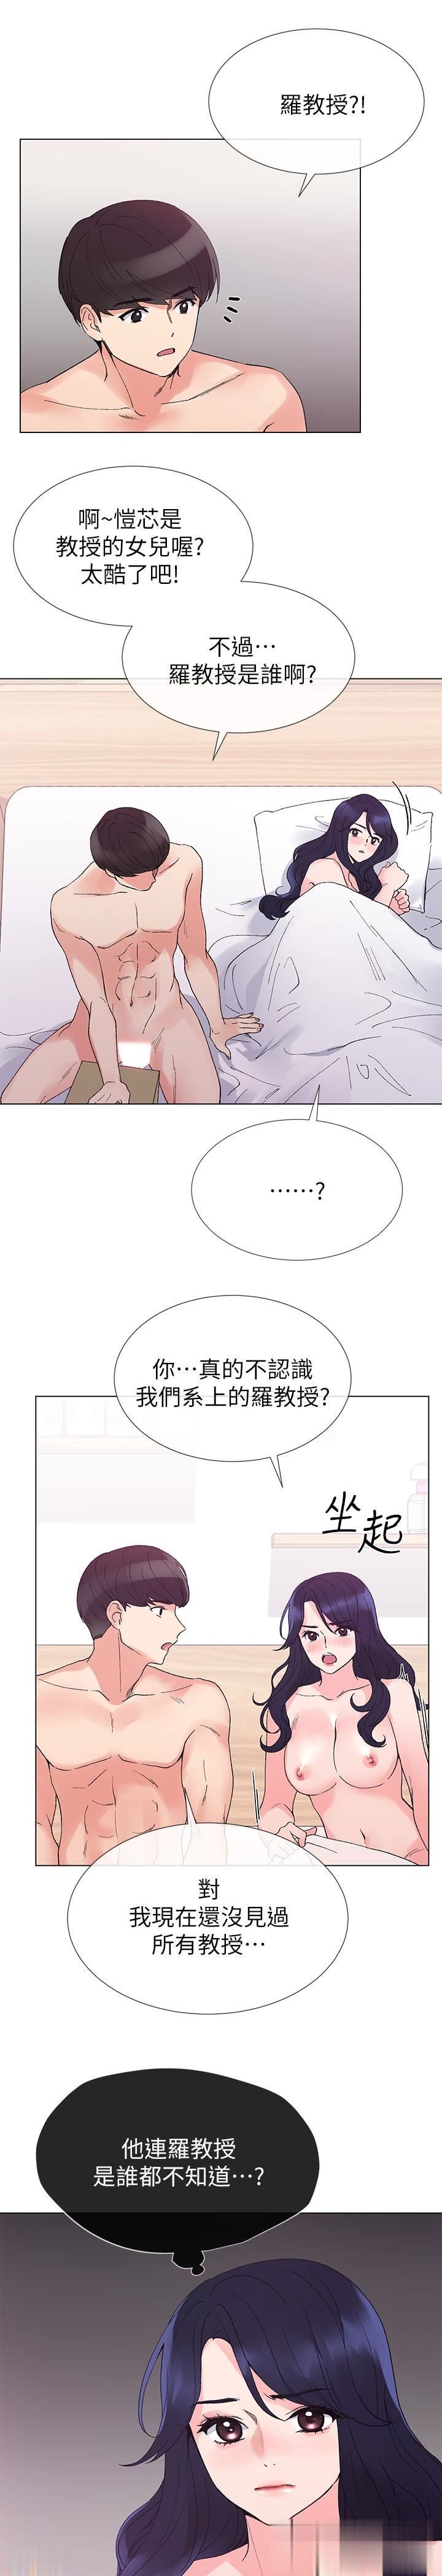 羅教授?!
啊~愷芯是
教授的女兒喔?
太酷了吧!
不過⋯
羅教授是誰啊?
⋯⋯?
你⋯真的不認識
我們系上的羅教授?
坐起
對
我現在還沒見過
所有教授⋯
他連羅教授
是誰都不知道⋯?